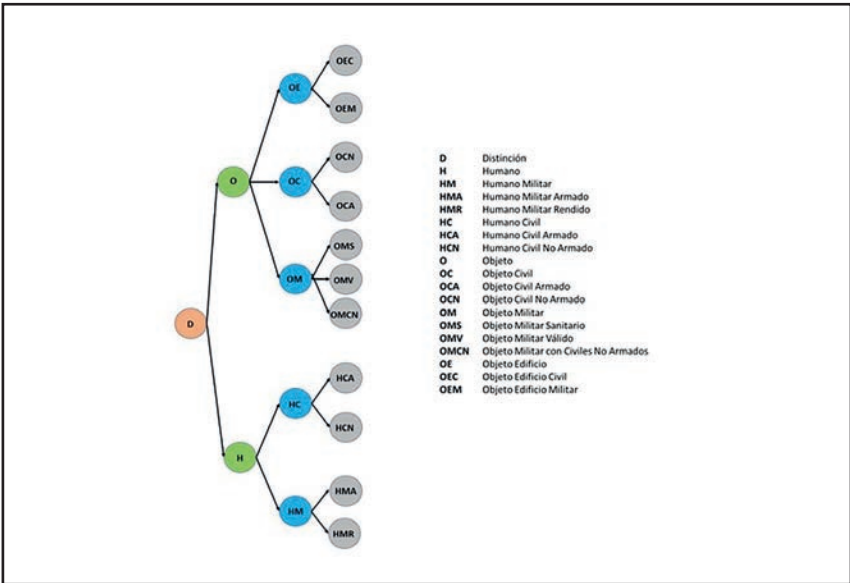 OEC
OE
OEM
OCN
O
OC
OCA
OMS
OM
OMV
OMCN
D
HCA
HC
HCN
H
HMA
HM
HMR
D Distinción
H Humano
HM Humano Militar
HMA Humano Militar Armado
HMR Humano Militar Rendido
HC Humano Civil
HCA Humano Civil Armado
HCN Humano Civil No Armado
O Objeto
OC Objeto Civil
OCA Objeto Civil Armado
OCN Objeto Civil No Armado
OM Objeto Militar
OMS Objeto Militar Sanitario
OMV Objeto Militar Válido
OMCN Objeto Militar con Civiles No Armados
OE Objeto Edificio
OEC Objeto Edificio Civil
OEM Objeto Edificio Militar